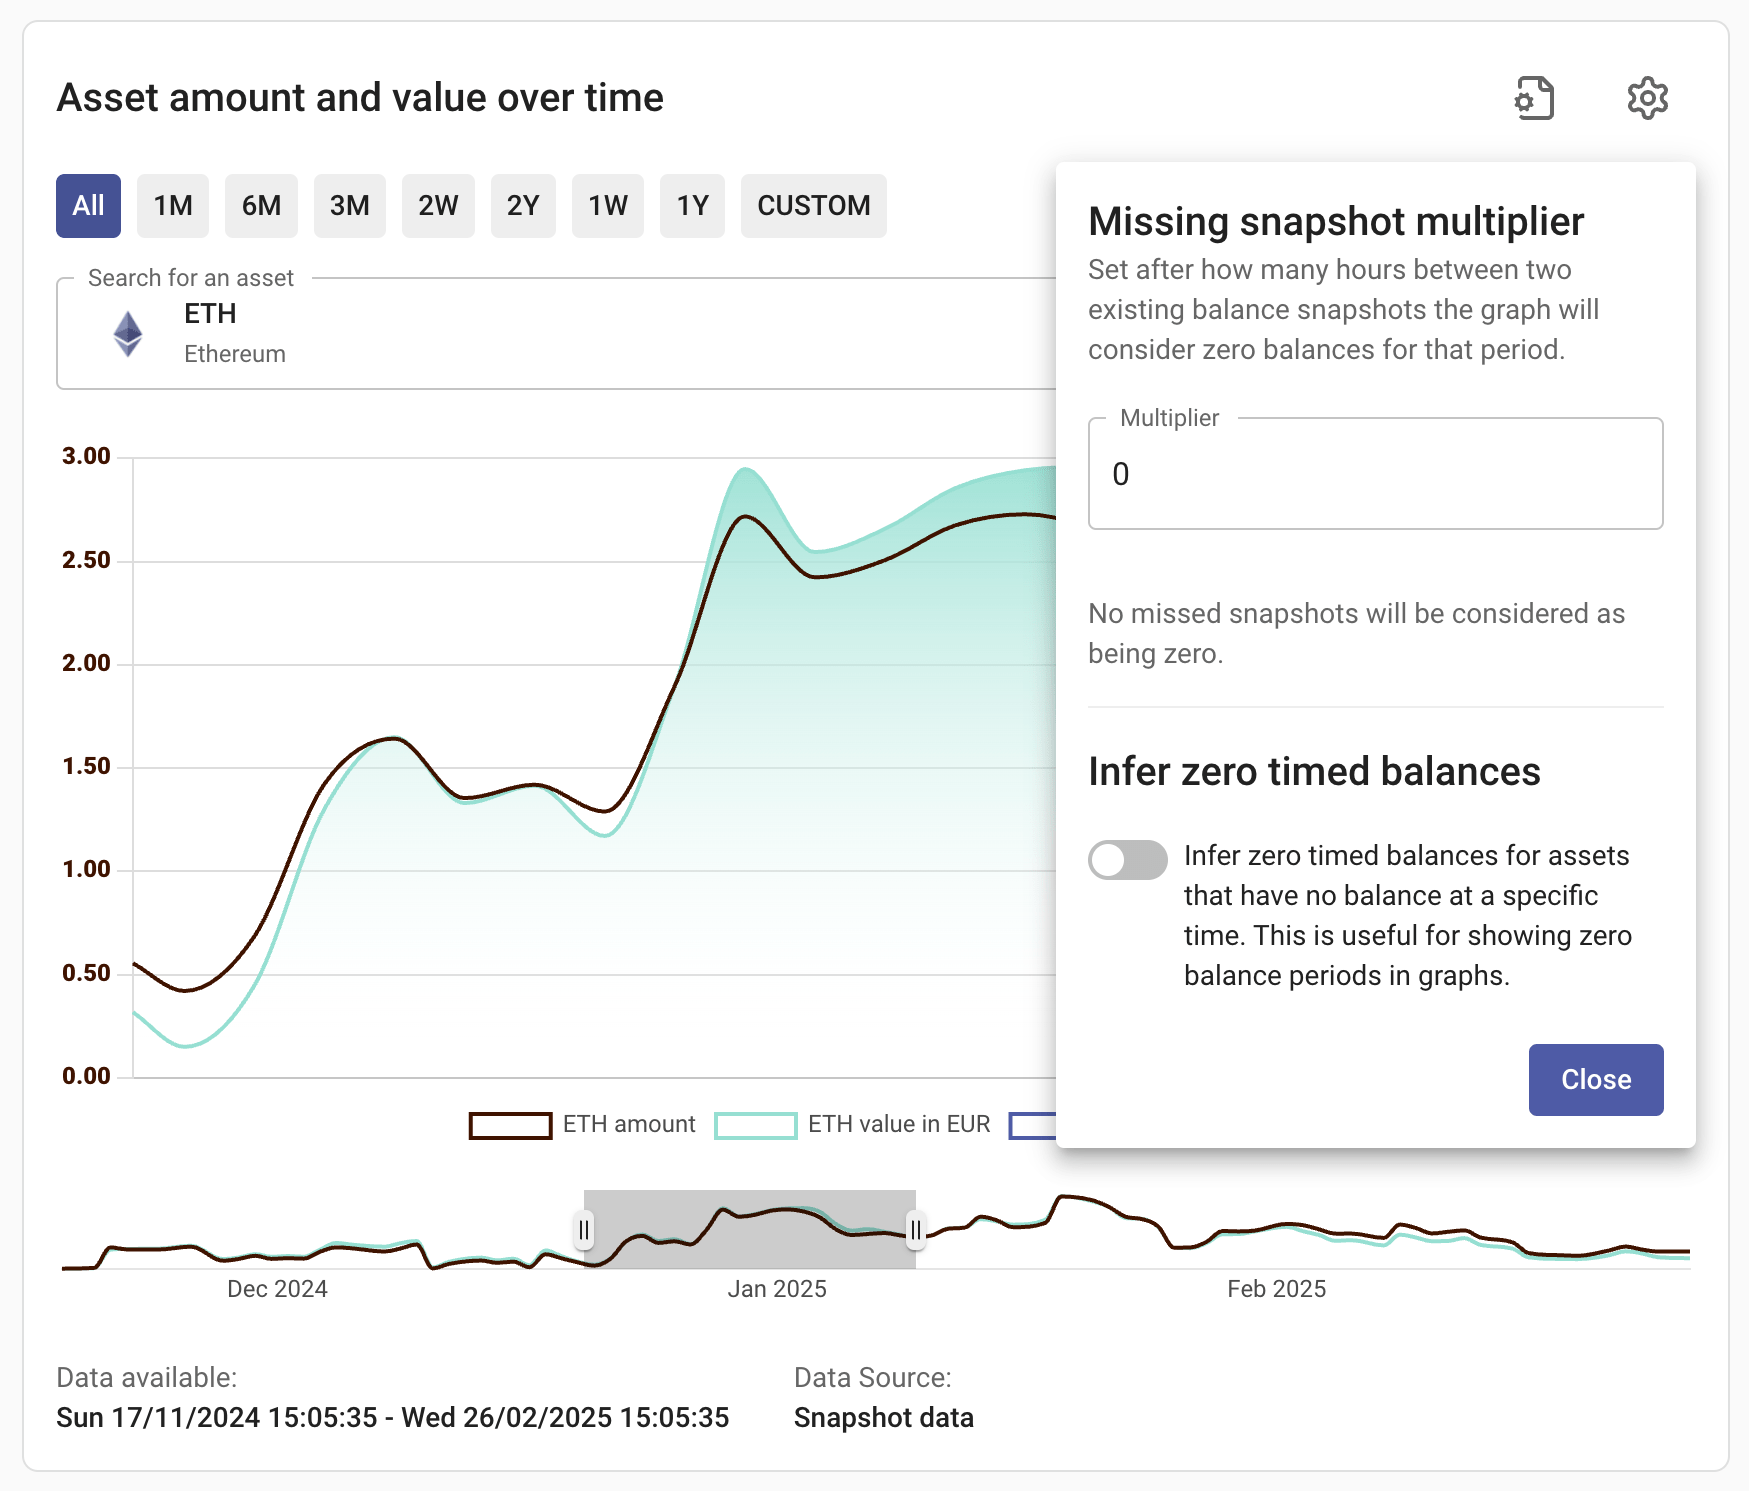 Asset amount and value over time
All 1M 6M 3M 2W 2Y 1W 1Y CUSTOM
Search for an asset
ETH
Ethereum
3.00
2.50
2.00
1.50
1.00
0.50
0.00
ETH amount ETH value in EUR
Missing snapshot multiplier
Set after how many hours between two
existing balance snapshots the graph will
consider zero balances for that period.
Multiplier
0
No missed snapshots will be considered as
being zero.
Infer zero timed balances
Infer zero timed balances for assets
that have no balance at a specific
time. This is useful for showing zero
balance periods in graphs.
Close
Dec 2024 Jan 2025 Feb 2025
Data available:
Sun 17/11/2024 15:05:35 - Wed 26/02/2025 15:05:35
Data Source:
Snapshot data